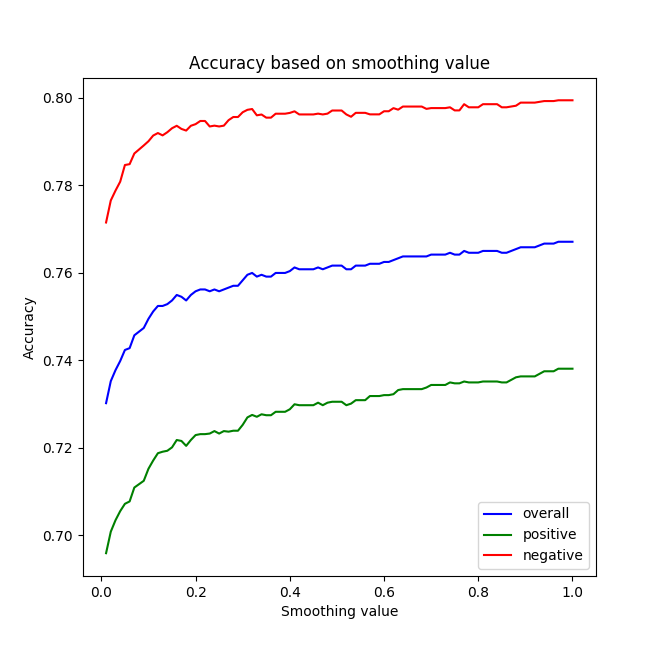 Accuracy based on smoothing value
Accuracy
0.80
0.78
0.76
0.74
0.72
0.70
0.0 0.2 0.4 0.6 0.8 1.0
Smoothing value
overall
positive
negative